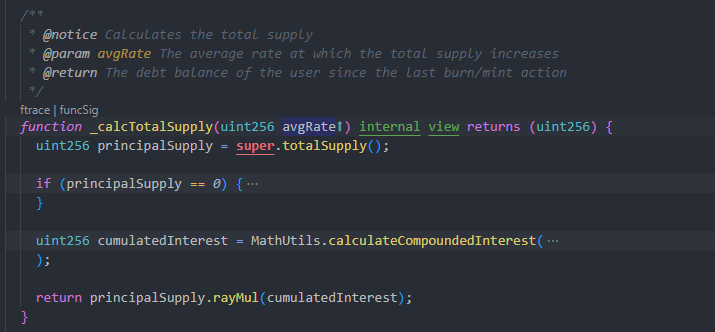 /**
* @notice Calculates the total supply
* @param avgRate The average rate at which the total supply increases
* @return The debt balance of the user since the last burn/mint action
*/
ftrace | funcSig
function _calcTotalSupply(uint256 avgRate↑) internal view returns (uint256) {
uint256 principalSupply = super.totalSupply();
if (principalSupply == 0) { ⋯
}
uint256 cumulatedInterest = MathUtils.calculateCompoundedInterest( ⋯
);
return principalSupply.rayMul(cumulatedInterest);
}